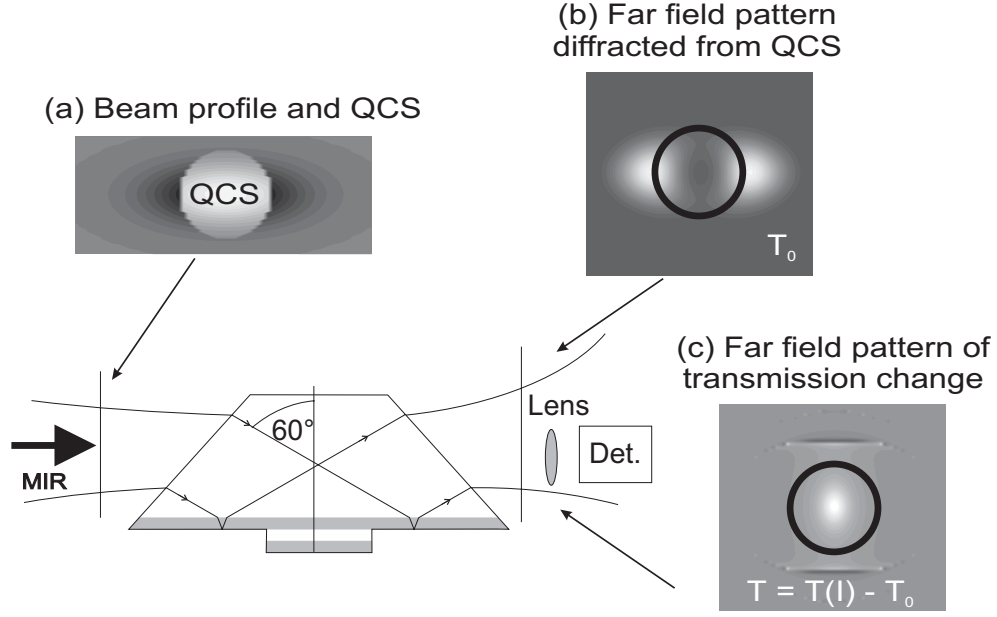 (b) Far field pattern
diffracted from QCS
(a) Beam profile and QCS
QCS
T₀
(c) Far field pattern of
transmission change
Lens
60°
Det.
MIR
T = T(I) - T₀